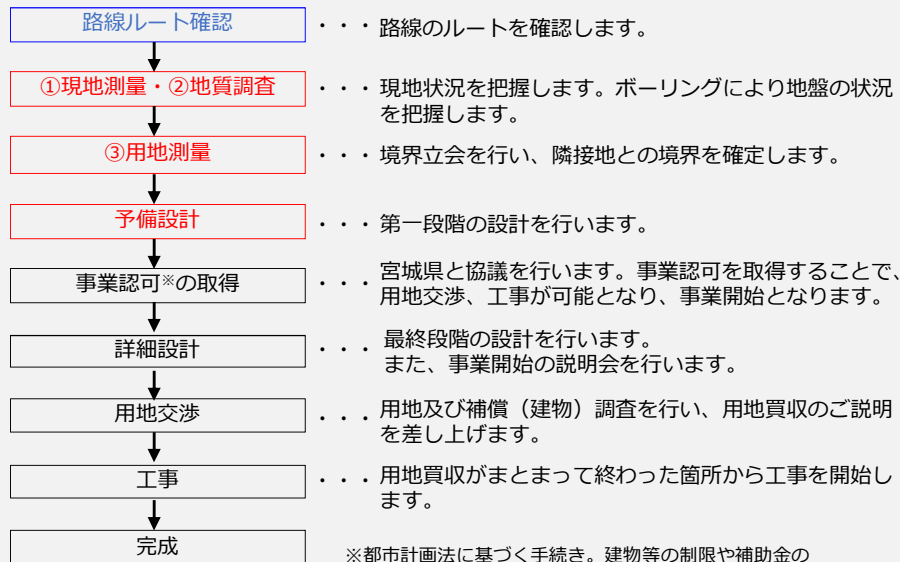 路線ルート確認 ・・・路線のルートを確認します。
①現地測量・②地質調査 ・・・現地状況を把握します。ボーリングにより地盤の状況
を把握します。
③用地測量 ・・・境界立会を行い、隣接地との境界を確定します。
予備設計 ・・・第一段階の設計を行います。
事業認可※の取得 ・・・宮城県と協議を行います。事業認可を取得することで、
用地交渉、工事が可能となり、事業開始となります。
詳細設計 ・・・最終段階の設計を行います。
また、事業開始の説明会を行います。
用地交渉 ・・・用地及び補償（建物）調査を行い、用地買収のご説明
を差し上げます。
工事 ・・・用地買収がまとまって終わった箇所から工事を開始し
ます。
完成
※都市計画法に基づく手続き。建物等の制限や補助金の